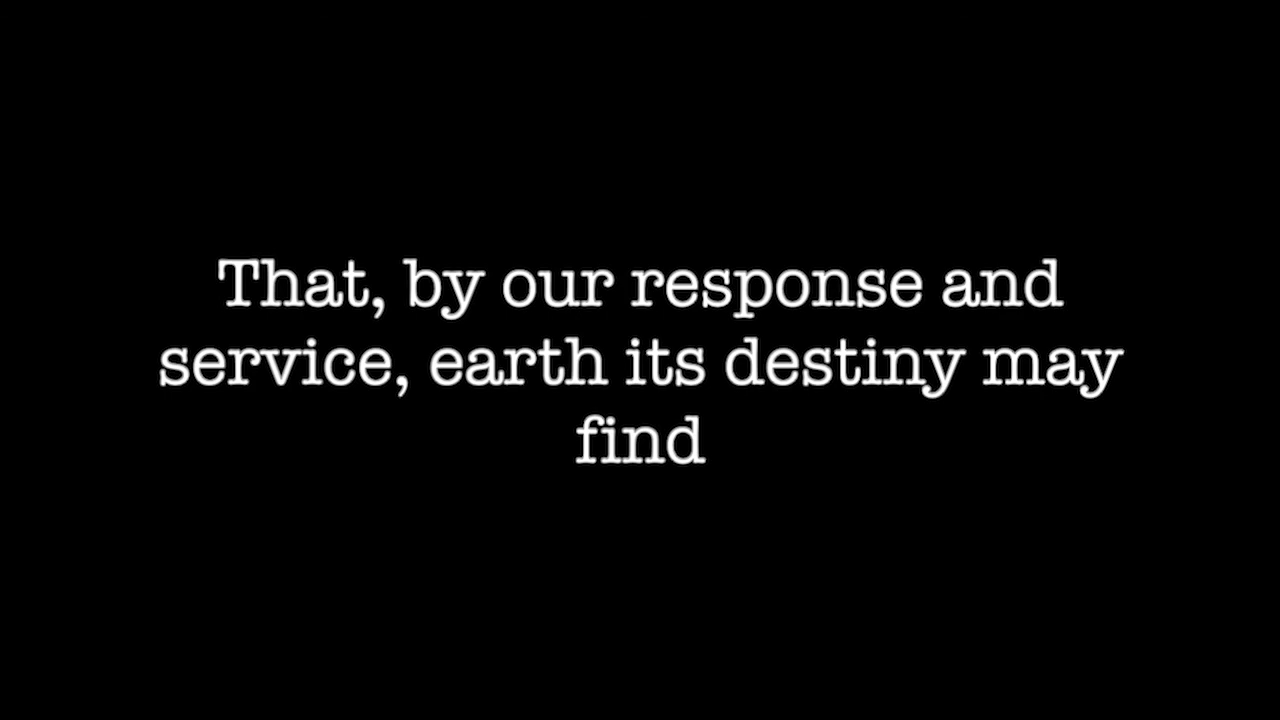 That, by our response and
service, earth its destiny may
find